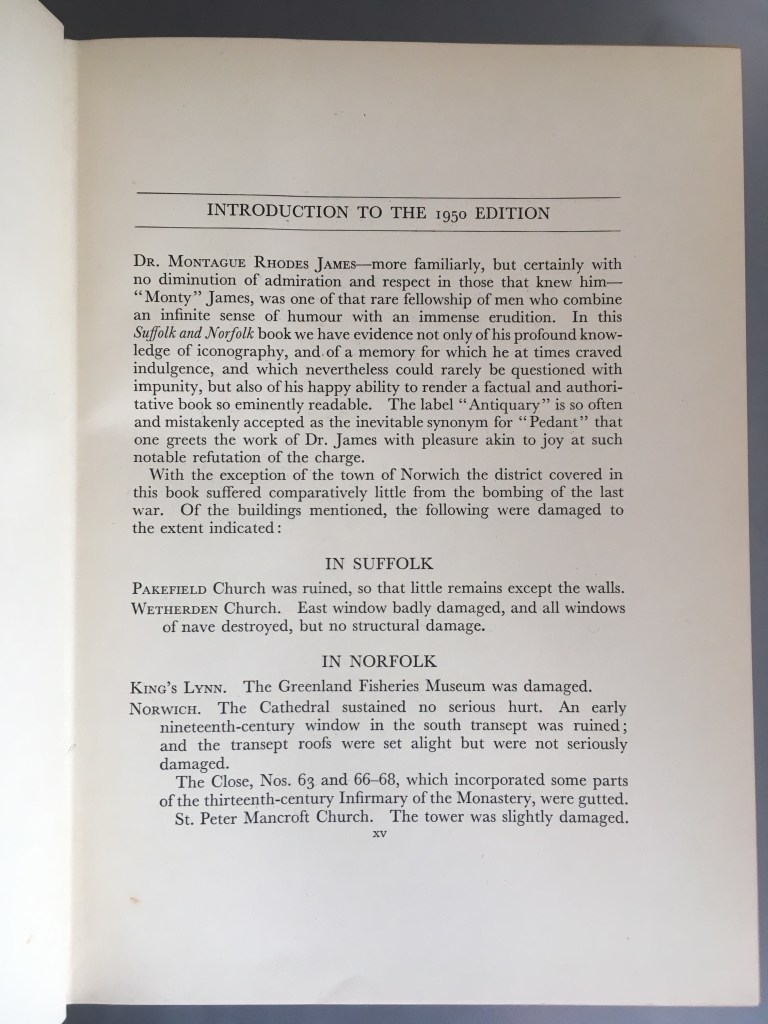 INTRODUCTION TO THE 1950 EDITION
DR. MONTAGUE RHODES JAMES—more familiarly, but certainly with
no diminution of admiration and respect in those that knew him—
“Monty” James, was one of that rare fellowship of men who combine
an infinite sense of humour with an immense erudition. In this
Suffolk and Norfolk book we have evidence not only of his profound know-
ledge of iconography, and of a memory for which he at times craved
indulgence, and which nevertheless could rarely be questioned with
impunity, but also of his happy ability to render a factual and authori-
tative book so eminently readable. The label “Antiquary” is so often
and mistakenly accepted as the inevitable synonym for “Pedant” that
one greets the work of Dr. James with pleasure akin to joy at such
notable refutation of the charge.
With the exception of the town of Norwich the district covered in
this book suffered comparatively little from the bombing of the last
war. Of the buildings mentioned, the following were damaged to
the extent indicated:
IN SUFFOLK
PAKEFIELD Church was ruined, so that little remains except the walls.
WETHERDEN Church. East window badly damaged, and all windows
of nave destroyed, but no structural damage.
IN NORFOLK
KING’S LYNN. The Greenland Fisheries Museum was damaged.
NORWICH. The Cathedral sustained no serious hurt. An early
nineteenth-century window in the south transept was ruined;
and the transept roofs were set alight but were not seriously
damaged.
The Close, Nos. 63 and 66–68, which incorporated some parts
of the thirteenth-century Infirmary of the Monastery, were gutted.
St. Peter Mancroft Church. The tower was slightly damaged.
xv